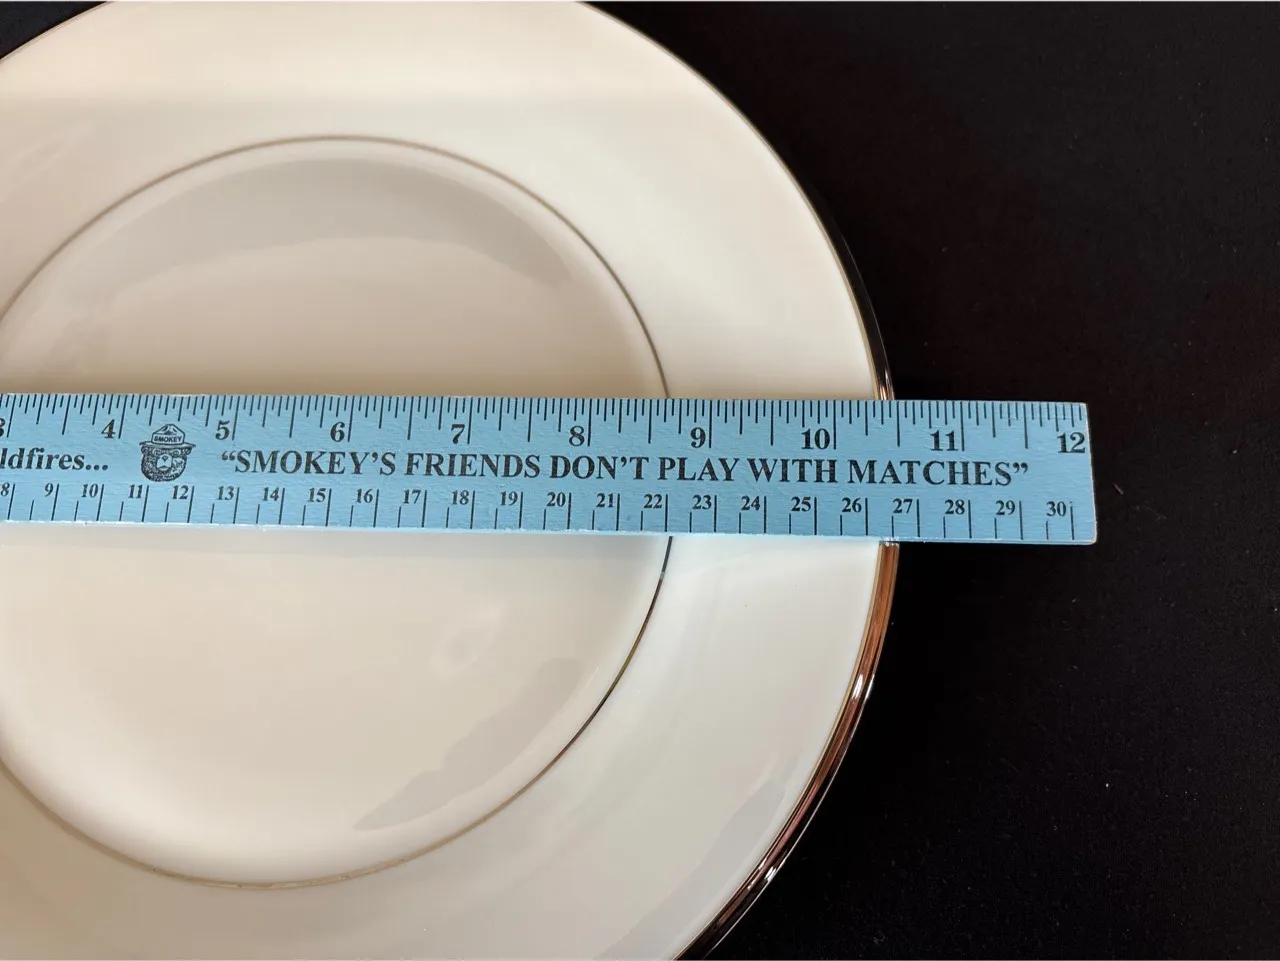 3 4 5 6 7 8 9 10 11 12
SMOKEY
ldfires... “SMOKEY’S FRIENDS DON’T PLAY WITH MATCHES”
8 9 10 11 12 13 14 15 16 17 18 19 20 21 22 23 24 25 26 27 28 29 30